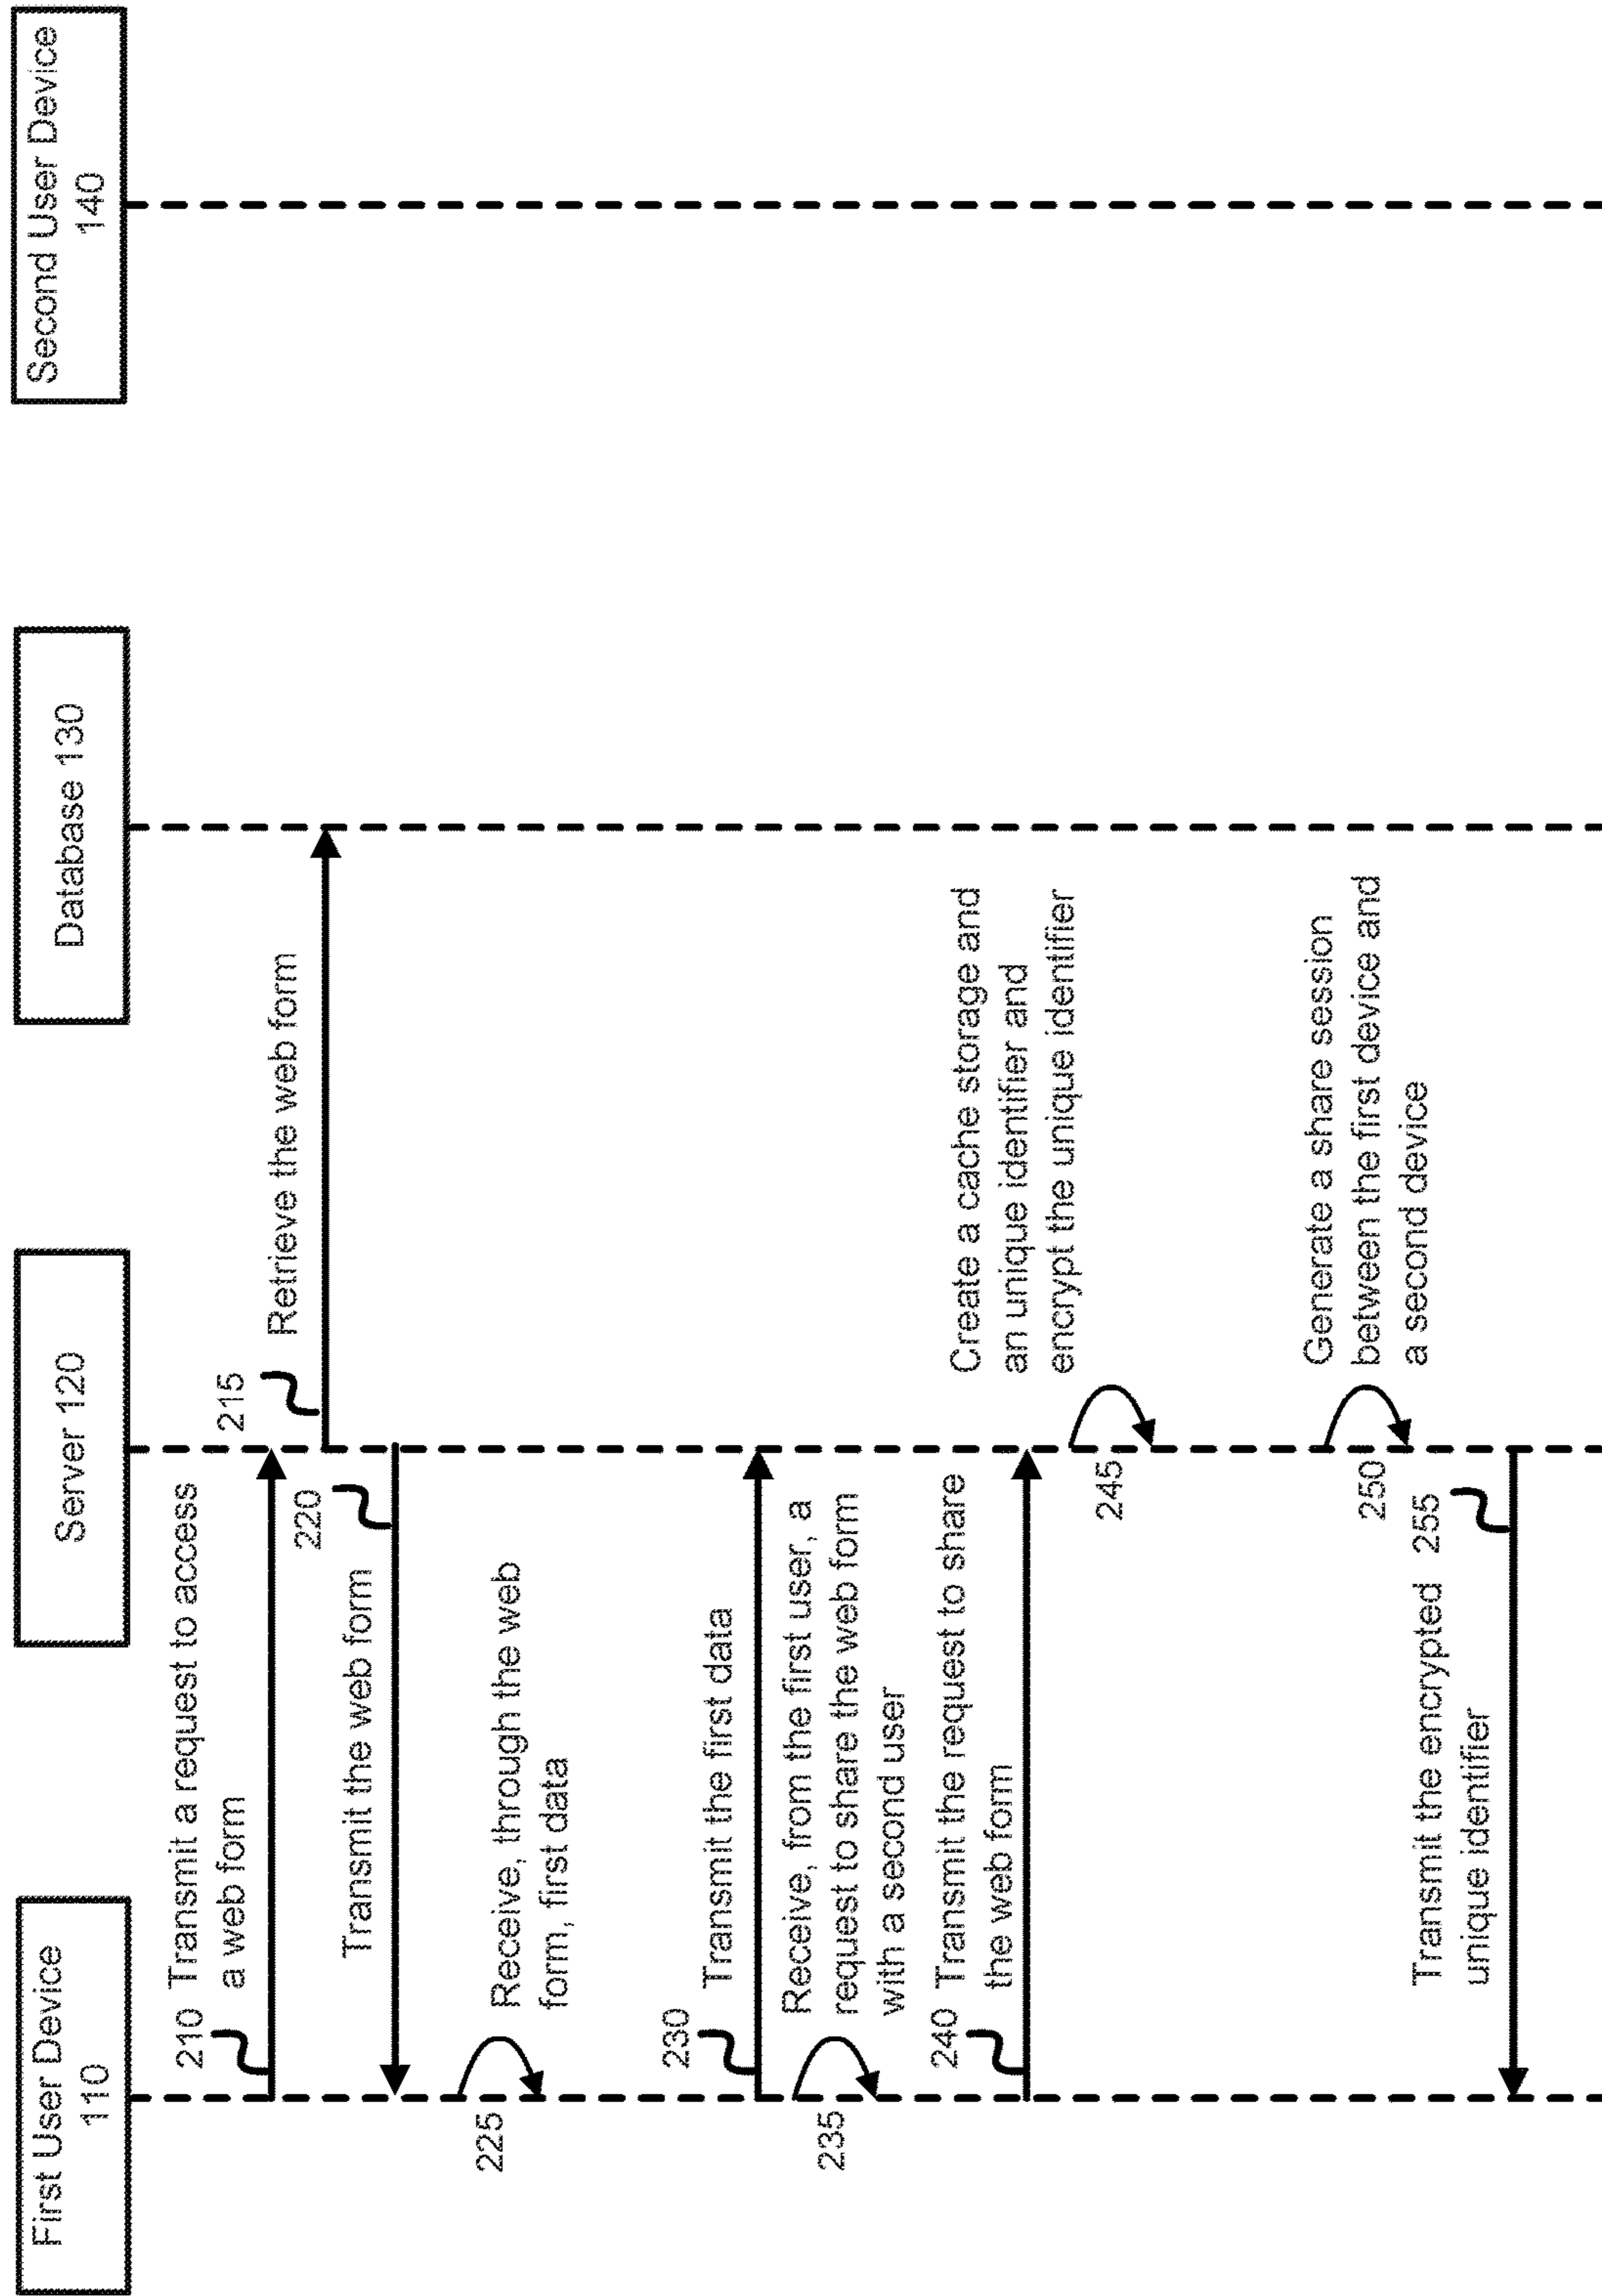 First User Device
110
Server 120
Database 130
Second User Device
140
210
Transmit a request to access
a web form
215
Retrieve the web form
220
Transmit the web form
225
Receive, through the web
form, first data
230
Transmit the first data
235
Receive, from the first user, a
request to share the web form
with a second user
240
Transmit the request to share
the web form
245
Create a cache storage and
an unique identifier and
encrypt the unique identifier
250
Generate a share session
between the first device and
a second device
Transmit the encrypted
unique identifier
255